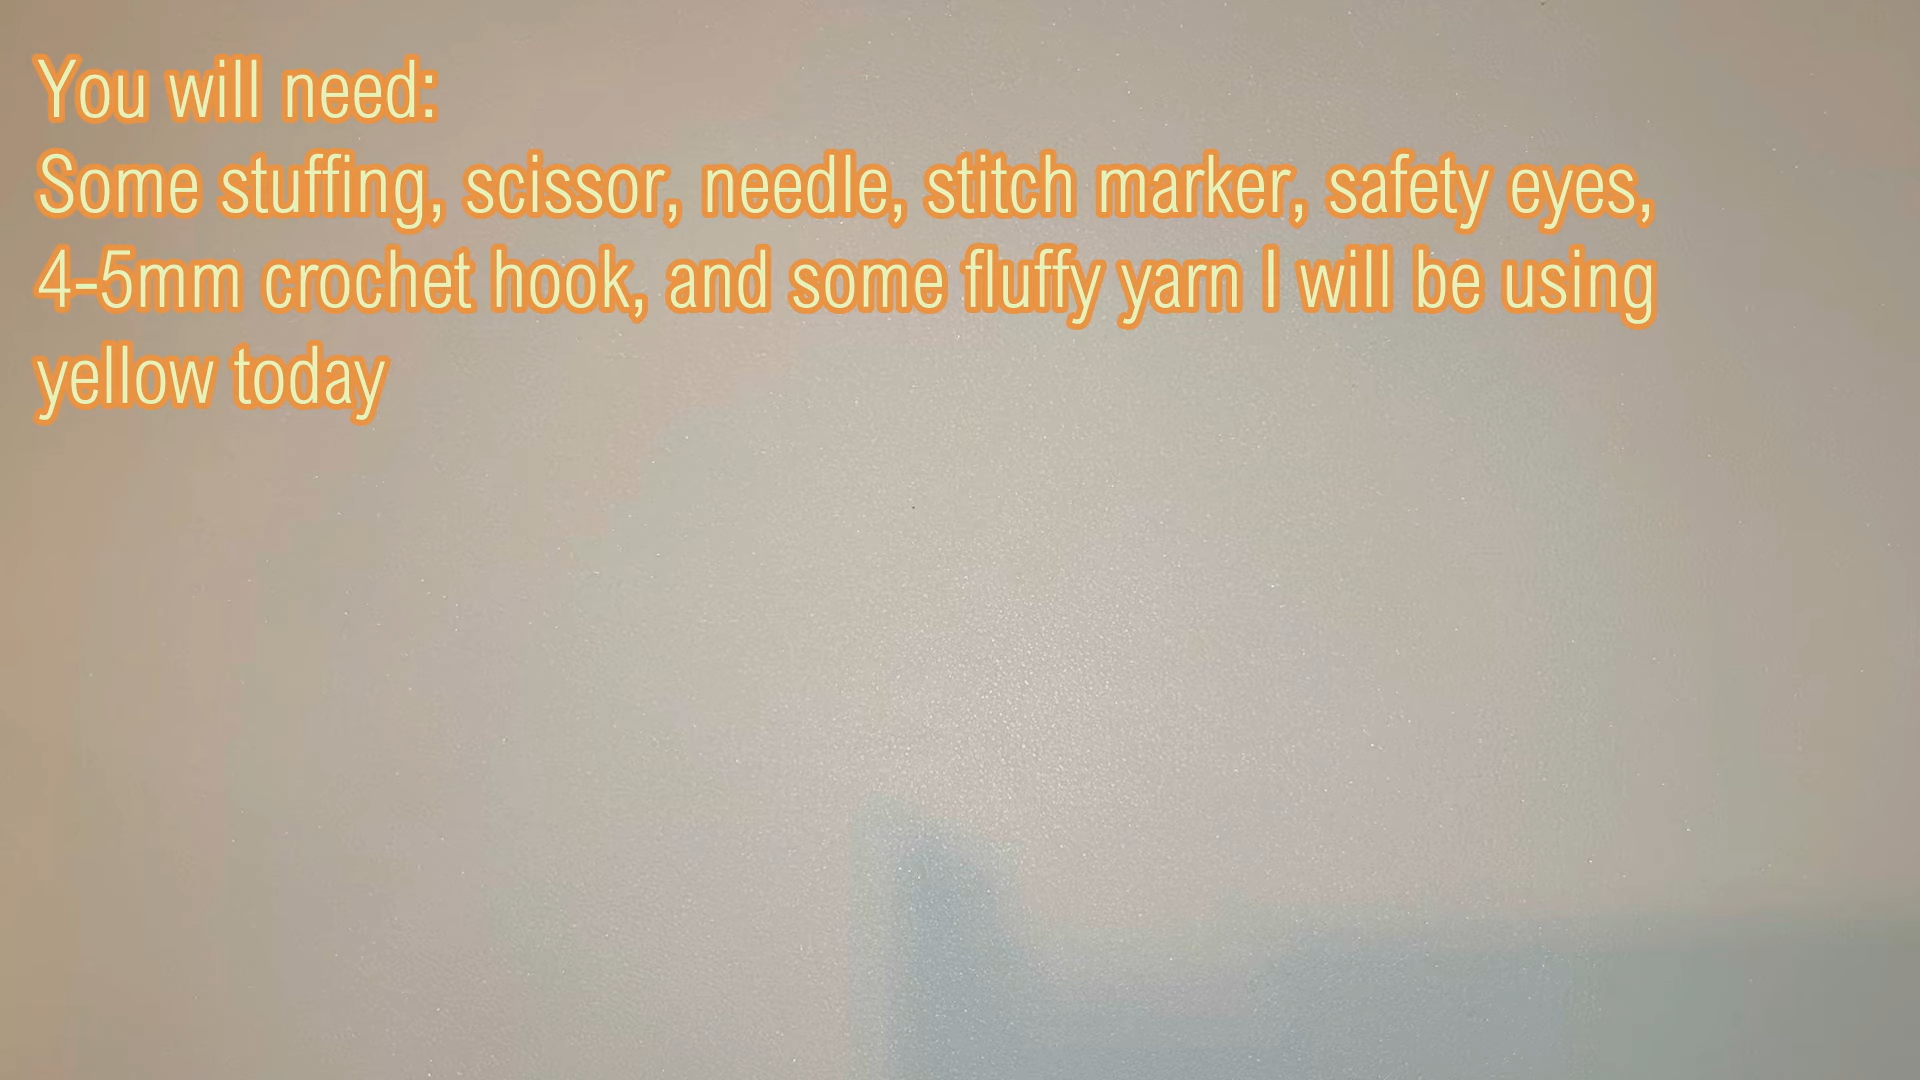 You will need:
Some stuffing, scissor, needle, stitch marker, safety eyes,
4-5mm crochet hook, and some fluffy yarn I will be using
yellow today